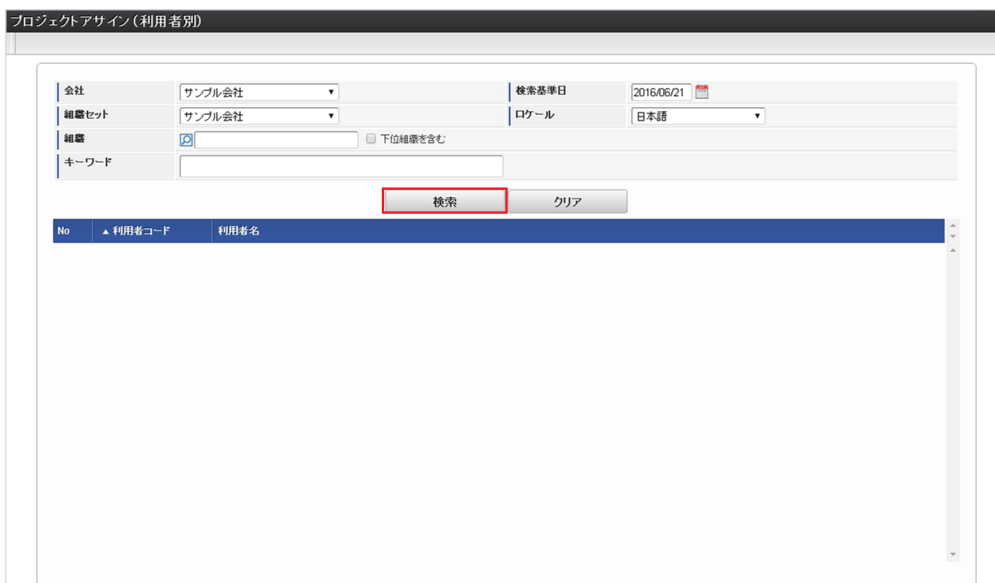 プロジェクトアサイン（利用者別）
会社 サンプル会社 検索基準日 2016/06/21
組織セット サンプル会社 ロケール 日本語
組織 下位組織を含む
キーワード
検索 クリア
No ▲ 利用者コード 利用者名